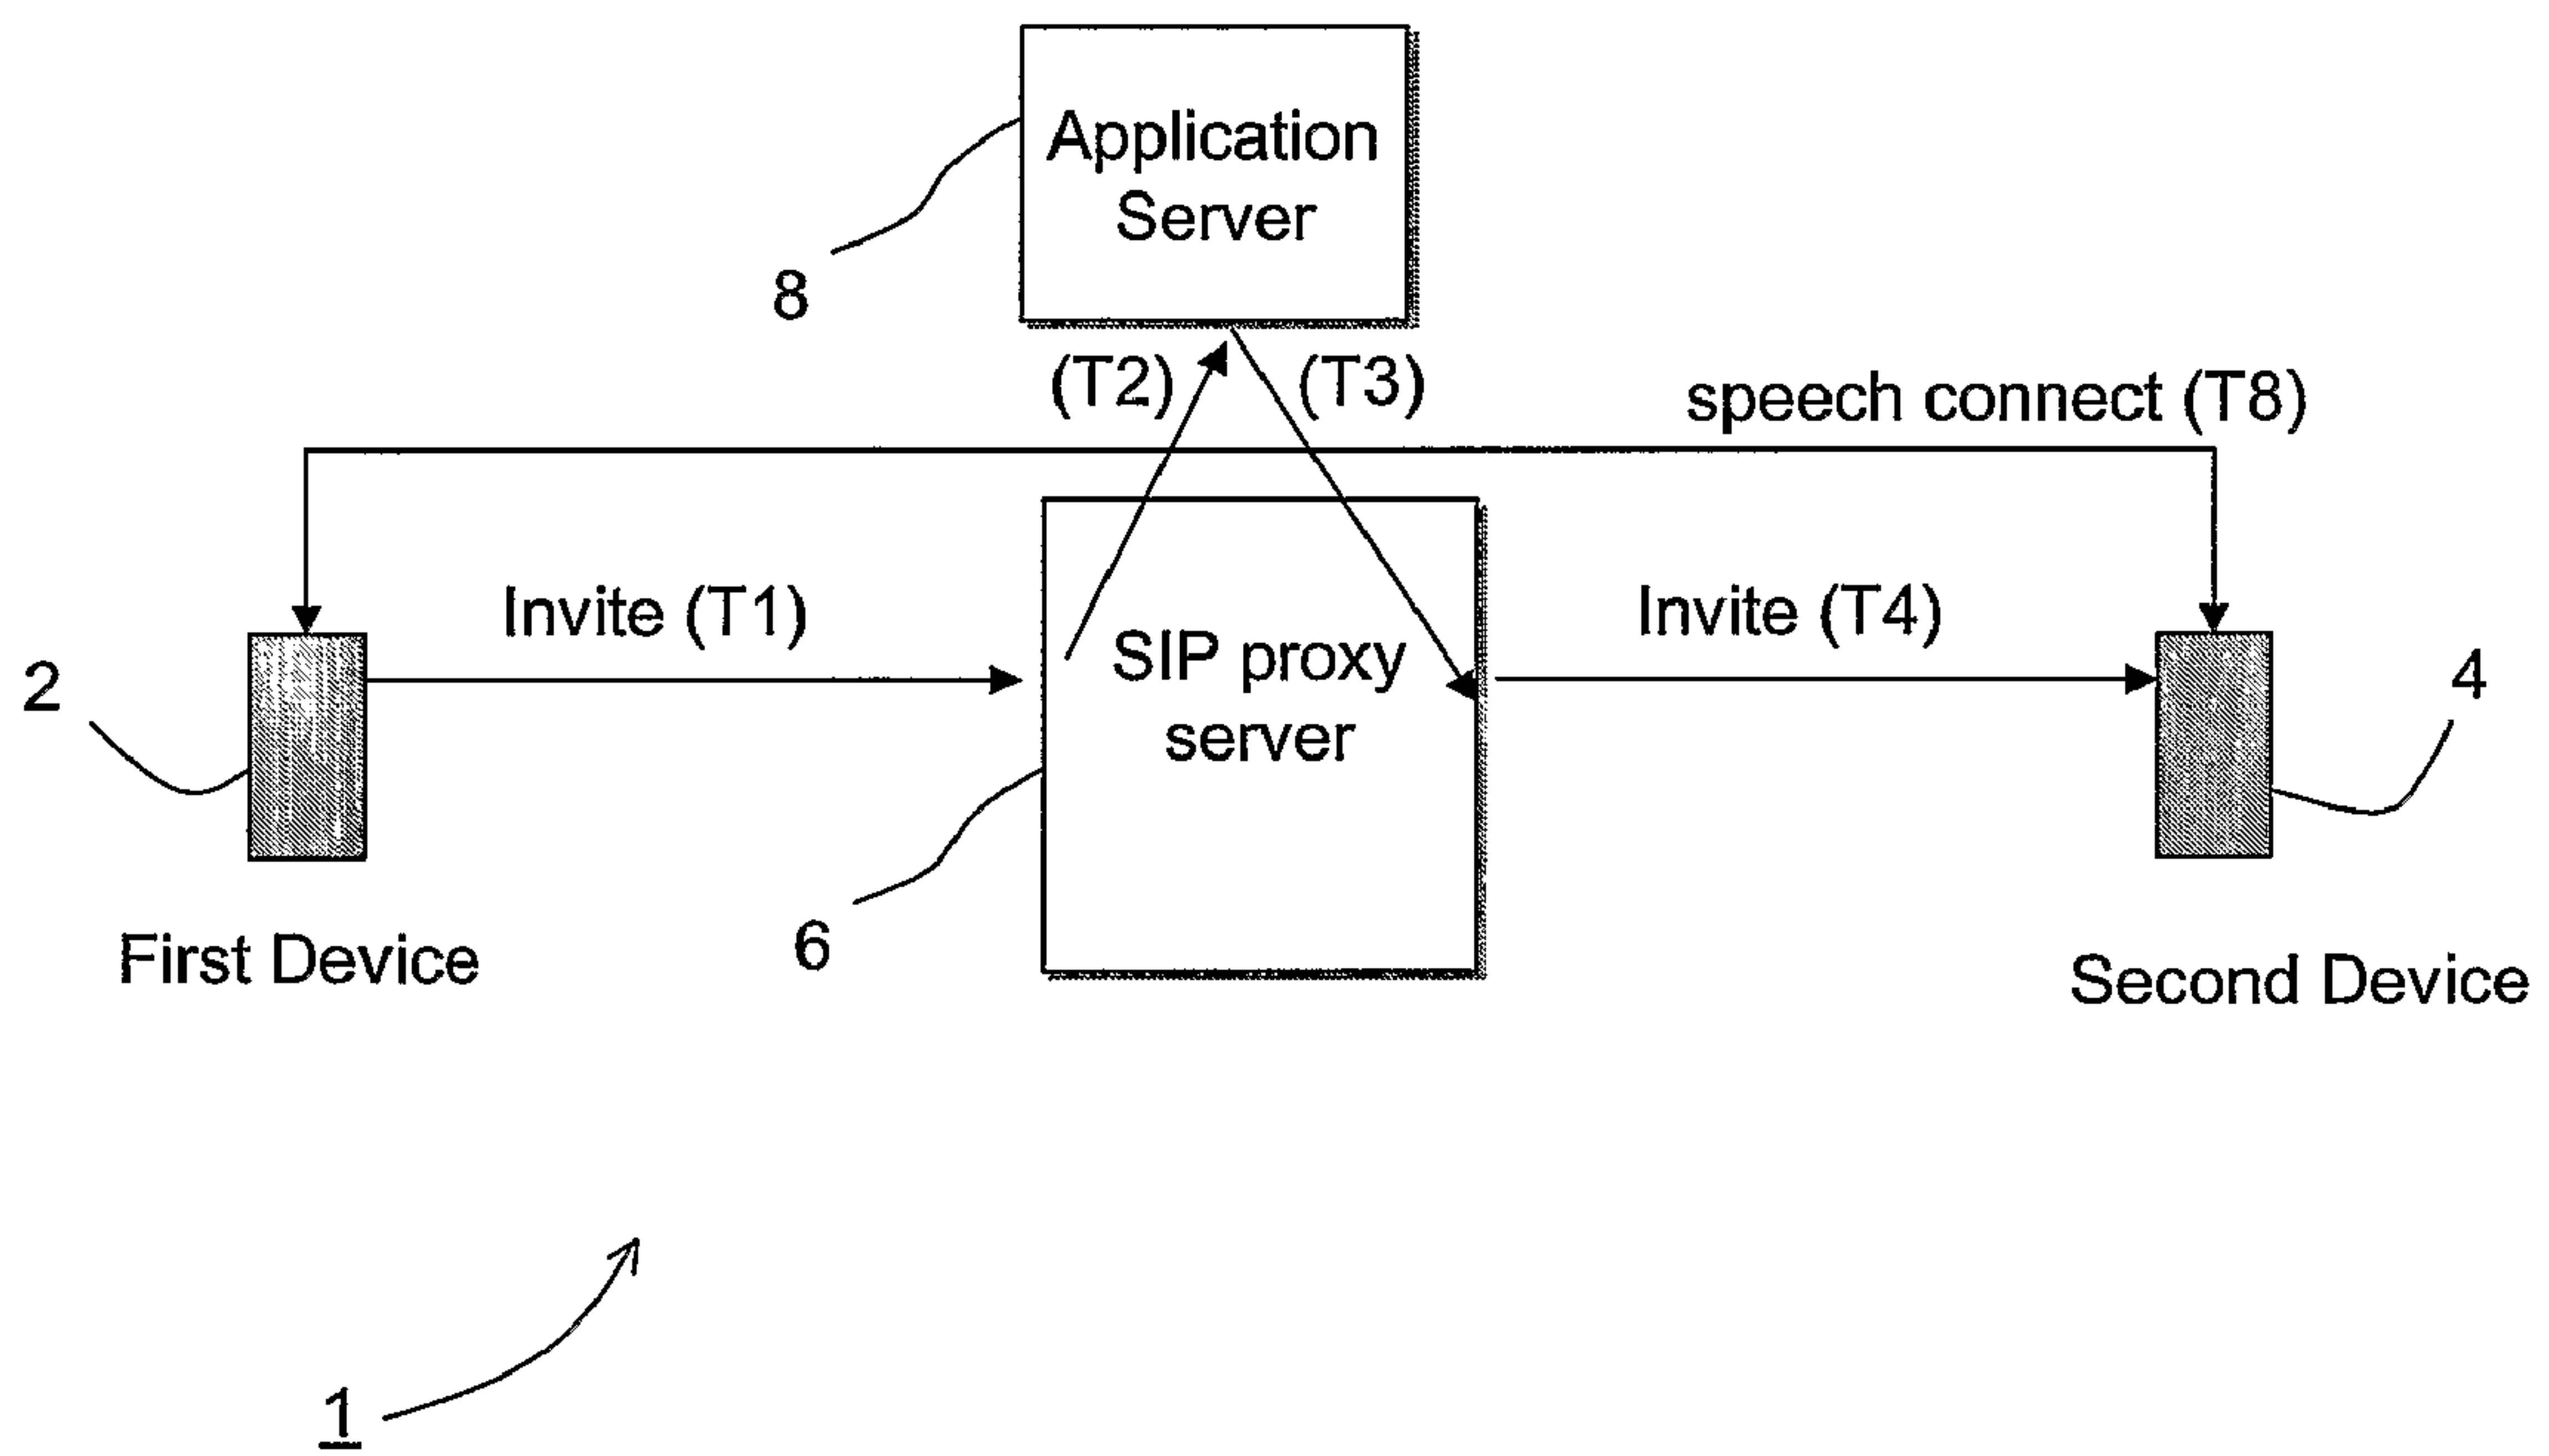 Application
Server
8
(T2)
(T3)
speech connect (T8)
Invite (T1)
Invite (T4)
SIP proxy
server
2
4
6
First Device
Second Device
1